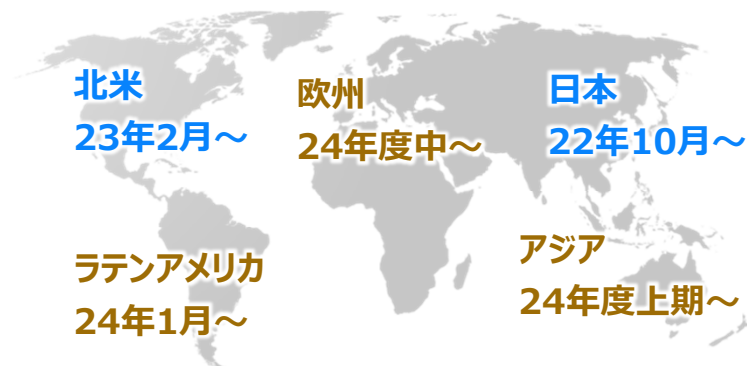 北米
23年2月～
欧州
24年度中～
日本
22年10月～
ラテンアメリカ
24年1月～
アジア
24年度上期～